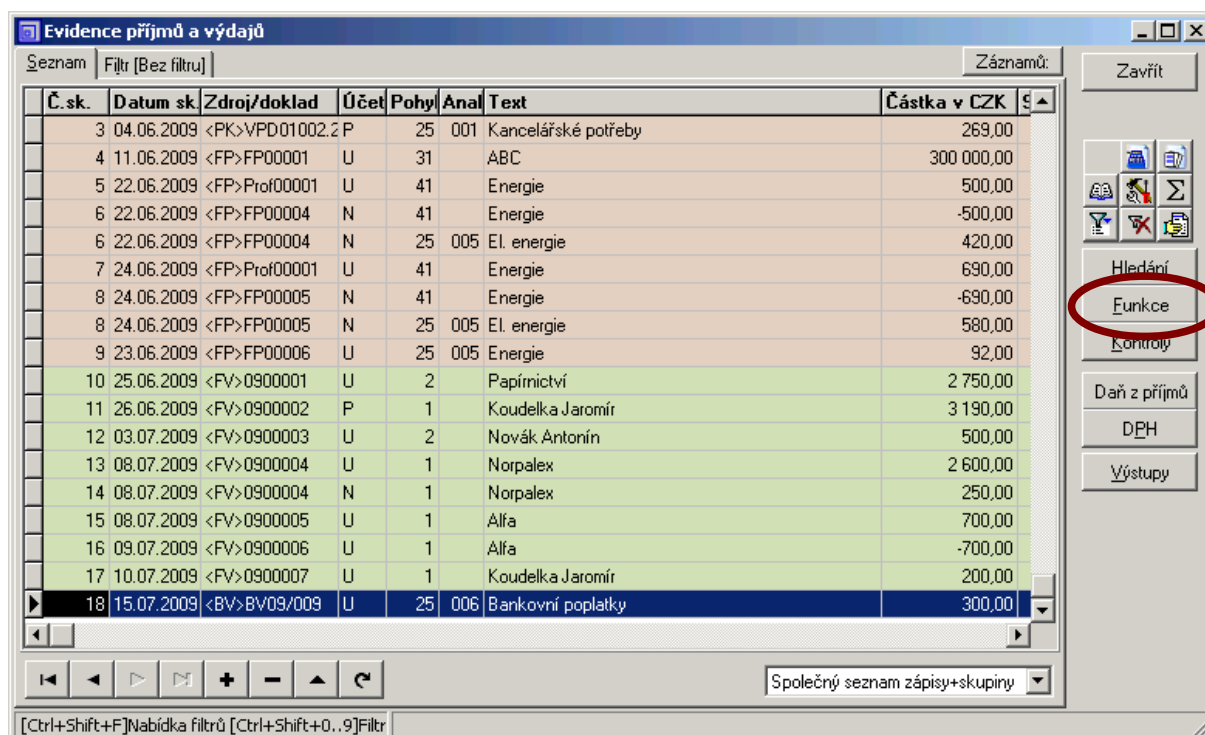 Evidence příjmů a výdajů
Seznam Filtr [Bez filtru] Záznamů: Zavřít
Č.sk. Datum sk. Zdroj/doklad Účet Pohyl Anal Text Částka v CZK
3 04.06.2009 <PK>VPD01002.2 P 25 001 Kancelářské potřeby 269,00
4 11.06.2009 <FP>FP00001 U 31 ABC 300 000,00
5 22.06.2009 <FP>Prof00001 U 41 Energie 500,00
6 22.06.2009 <FP>FP00004 N 41 Energie -500,00
6 22.06.2009 <FP>FP00004 N 25 005 El. energie 420,00
7 24.06.2009 <FP>Prof00001 U 41 Energie 690,00
8 24.06.2009 <FP>FP00005 N 41 Energie -690,00
8 24.06.2009 <FP>FP00005 N 25 005 El. energie 580,00
9 23.06.2009 <FP>FP00006 U 25 005 Energie 92,00
10 25.06.2009 <FV>0900001 U 2 Papírnictví 2 750,00
11 26.06.2009 <FV>0900002 P 1 Koudelka Jaromír 3 190,00
12 03.07.2009 <FV>0900003 U 2 Novák Antonín 500,00
13 08.07.2009 <FV>0900004 U 1 Norpalex 2 600,00
14 08.07.2009 <FV>0900004 N 1 Norpalex 250,00
15 08.07.2009 <FV>0900005 U 1 Alfa 700,00
16 09.07.2009 <FV>0900006 U 1 Alfa -700,00
17 10.07.2009 <FV>0900007 U 1 Koudelka Jaromír 200,00
18 15.07.2009 <BV>BV09/009 U 25 006 Bankovní poplatky 300,00
Hledání
Funkce
Kontroly
Daň z příjmů
DPH
Výstupy
Společný seznam zápisy+skupiny
[Ctrl+Shift+F]Nabídka filtrů [Ctrl+Shift+0..9]Filtr